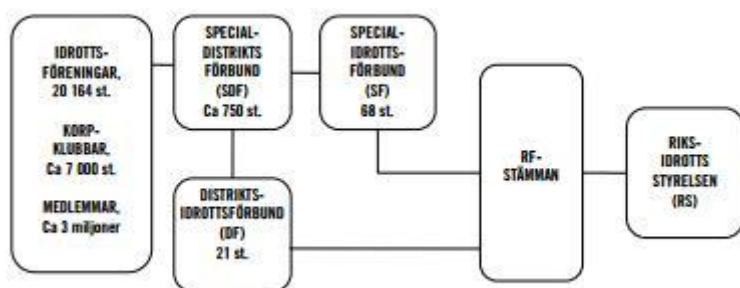 IDROTTS-
FÖRENINGAR,
20 164 st.
KORP-
KLUBBAR,
Ca 7 000 st.
MEDLEMMAR,
Ca 3 miljoner
SPECIAL-
DISTRIKTS
FÖRBUND
(SDF)
Ca 750 st.
DISTRIKTS-
IDROTTSFÖRBUND
(DF)
21 st.
SPECIAL-
IDROTTS-
FÖRBUND
(SF)
68 st.
RF-
STÄMMAN
RIKS-
IDROTTS
STYRELSEN
(RS)